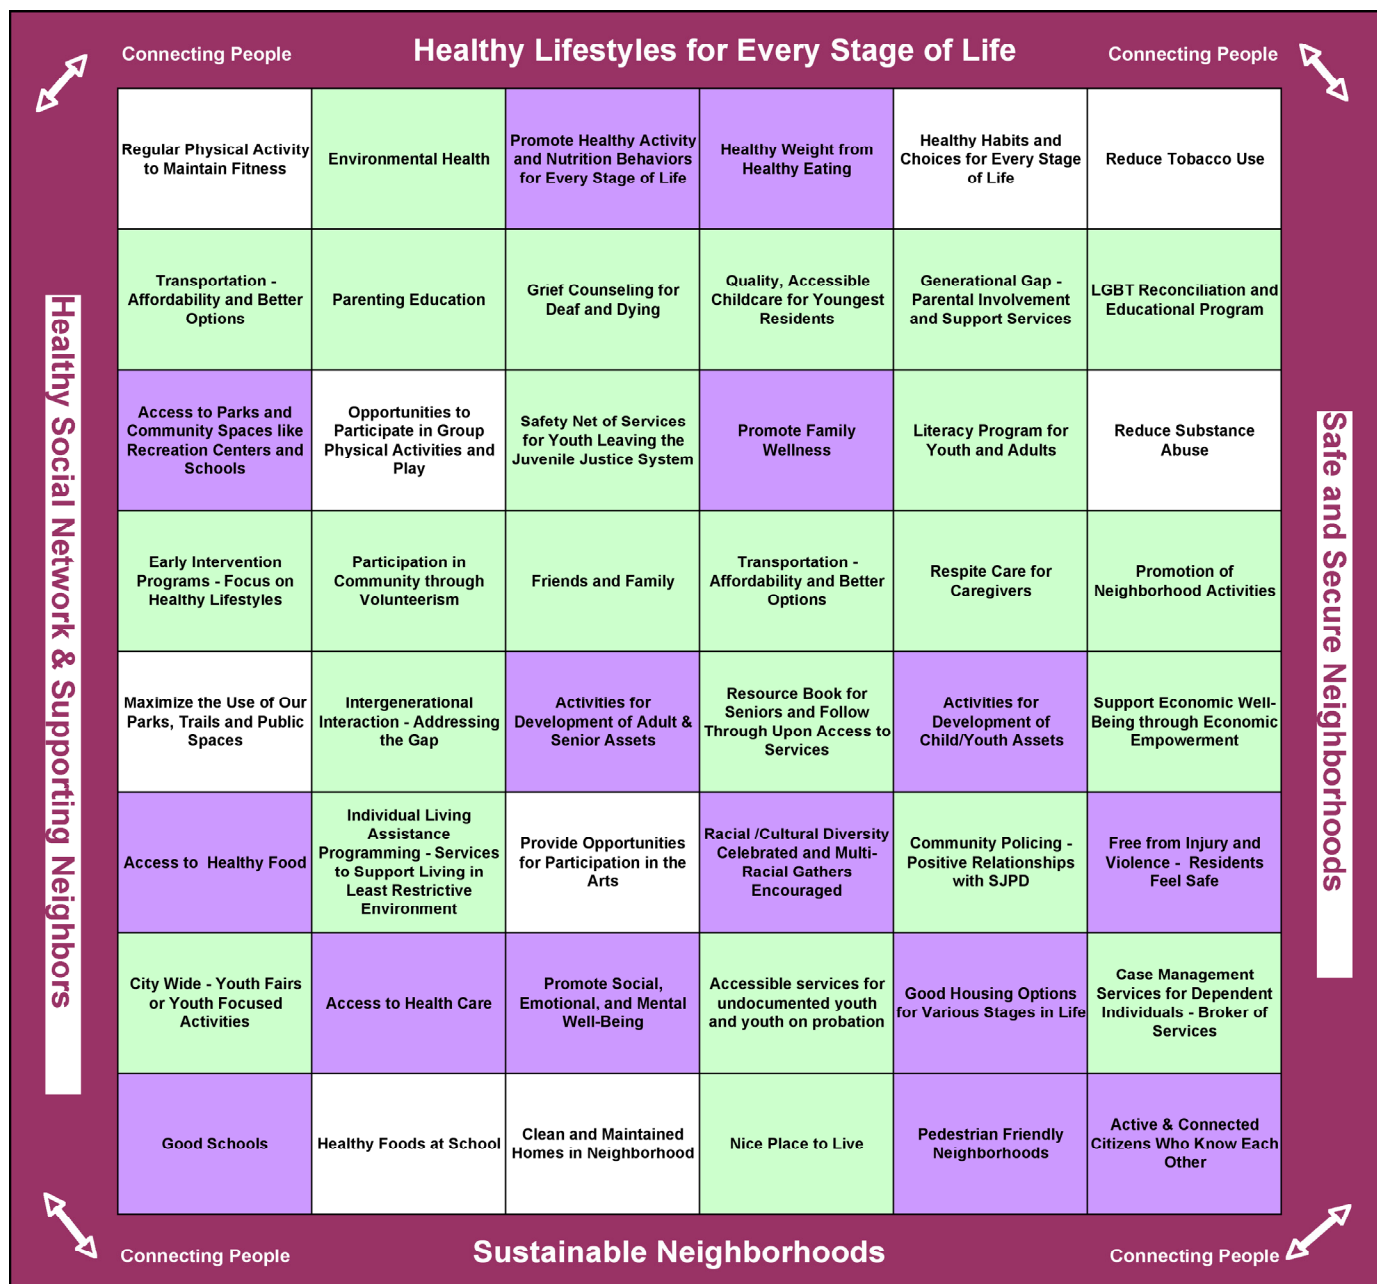 Connecting People
Healthy Lifestyles for Every Stage of Life
Connecting People
Healthy Social Network & Supporting Neighbors
Safe and Secure Neighborhoods
Regular Physical Activity
to Maintain Fitness
Environmental Health
Promote Healthy Activity
and Nutrition Behaviors
for Every Stage of Life
Healthy Weight from
Healthy Eating
Healthy Habits and
Choices for Every Stage
of Life
Reduce Tobacco Use
Transportation -
Affordability and Better
Options
Parenting Education
Grief Counseling for
Deaf and Dying
Quality, Accessible
Childcare for Youngest
Residents
Generational Gap -
Parental Involvement
and Support Services
LGBT Reconciliation and
Educational Program
Access to Parks and
Community Spaces like
Recreation Centers and
Schools
Opportunities to
Participate in Group
Physical Activities and
Play
Safety Net of Services
for Youth Leaving the
Juvenile Justice System
Promote Family
Wellness
Literacy Program for
Youth and Adults
Reduce Substance
Abuse
Early Intervention
Programs - Focus on
Healthy Lifestyles
Participation in
Community through
Volunteerism
Friends and Family
Transportation -
Affordability and Better
Options
Respite Care for
Caregivers
Promotion of
Neighborhood Activities
Maximize the Use of Our
Parks, Trails and Public
Spaces
Intergenerational
Interaction - Addressing
the Gap
Activities for
Development of Adult &
Senior Assets
Resource Book for
Seniors and Follow
Through Upon Access to
Services
Activities for
Development of
Child/Youth Assets
Support Economic Well-
Being through Economic
Empowerment
Access to  Healthy Food
Individual Living
Assistance
Programming - Services
to Support Living in
Least Restrictive
Environment
Provide Opportunities
for Participation in the
Arts
Racial /Cultural Diversity
Celebrated and Multi-
Racial Gathers
Encouraged
Community Policing -
Positive Relationships
with SJPD
Free from Injury and
Violence -  Residents
Feel Safe
City Wide - Youth Fairs
or Youth Focused
Activities
Access to Health Care
Promote Social,
Emotional, and Mental
Well-Being
Accessible services for
undocumented youth
and youth on probation
Good Housing Options
for Various Stages in Life
Case Management
Services for Dependent
Individuals - Broker of
Services
Good Schools
Healthy Foods at School
Clean and Maintained
Homes in Neighborhood
Nice Place to Live
Pedestrian Friendly
Neighborhoods
Active & Connected
Citizens Who Know Each
Other
Connecting People
Sustainable Neighborhoods
Connecting People